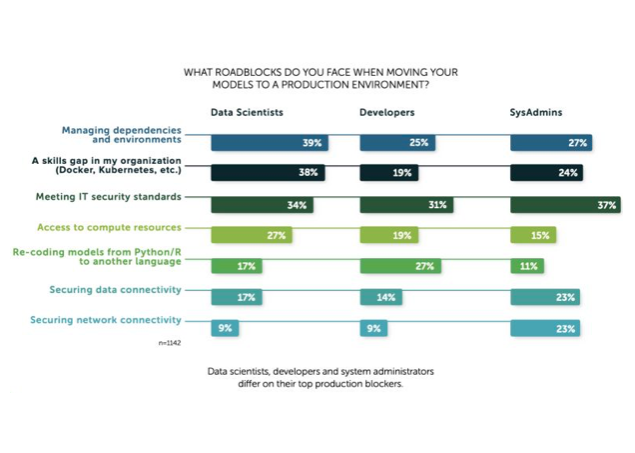 WHAT ROADBLOCKS DO YOU FACE WHEN MOVING YOUR
MODELS TO A PRODUCTION ENVIRONMENT?
Data Scientists Developers SysAdmins
Managing dependencies
and environments
39% 25% 27%
A skills gap in my organization
(Docker, Kubernetes, etc.)
38% 19% 24%
Meeting IT security standards
34% 31% 37%
Access to compute resources
27% 19% 15%
Re-coding models from Python/R
to another language
17% 27% 11%
Securing data connectivity
17% 14% 23%
Securing network connectivity
9% 9% 23%
n=1142
Data scientists, developers and system administrators
differ on their top production blockers.